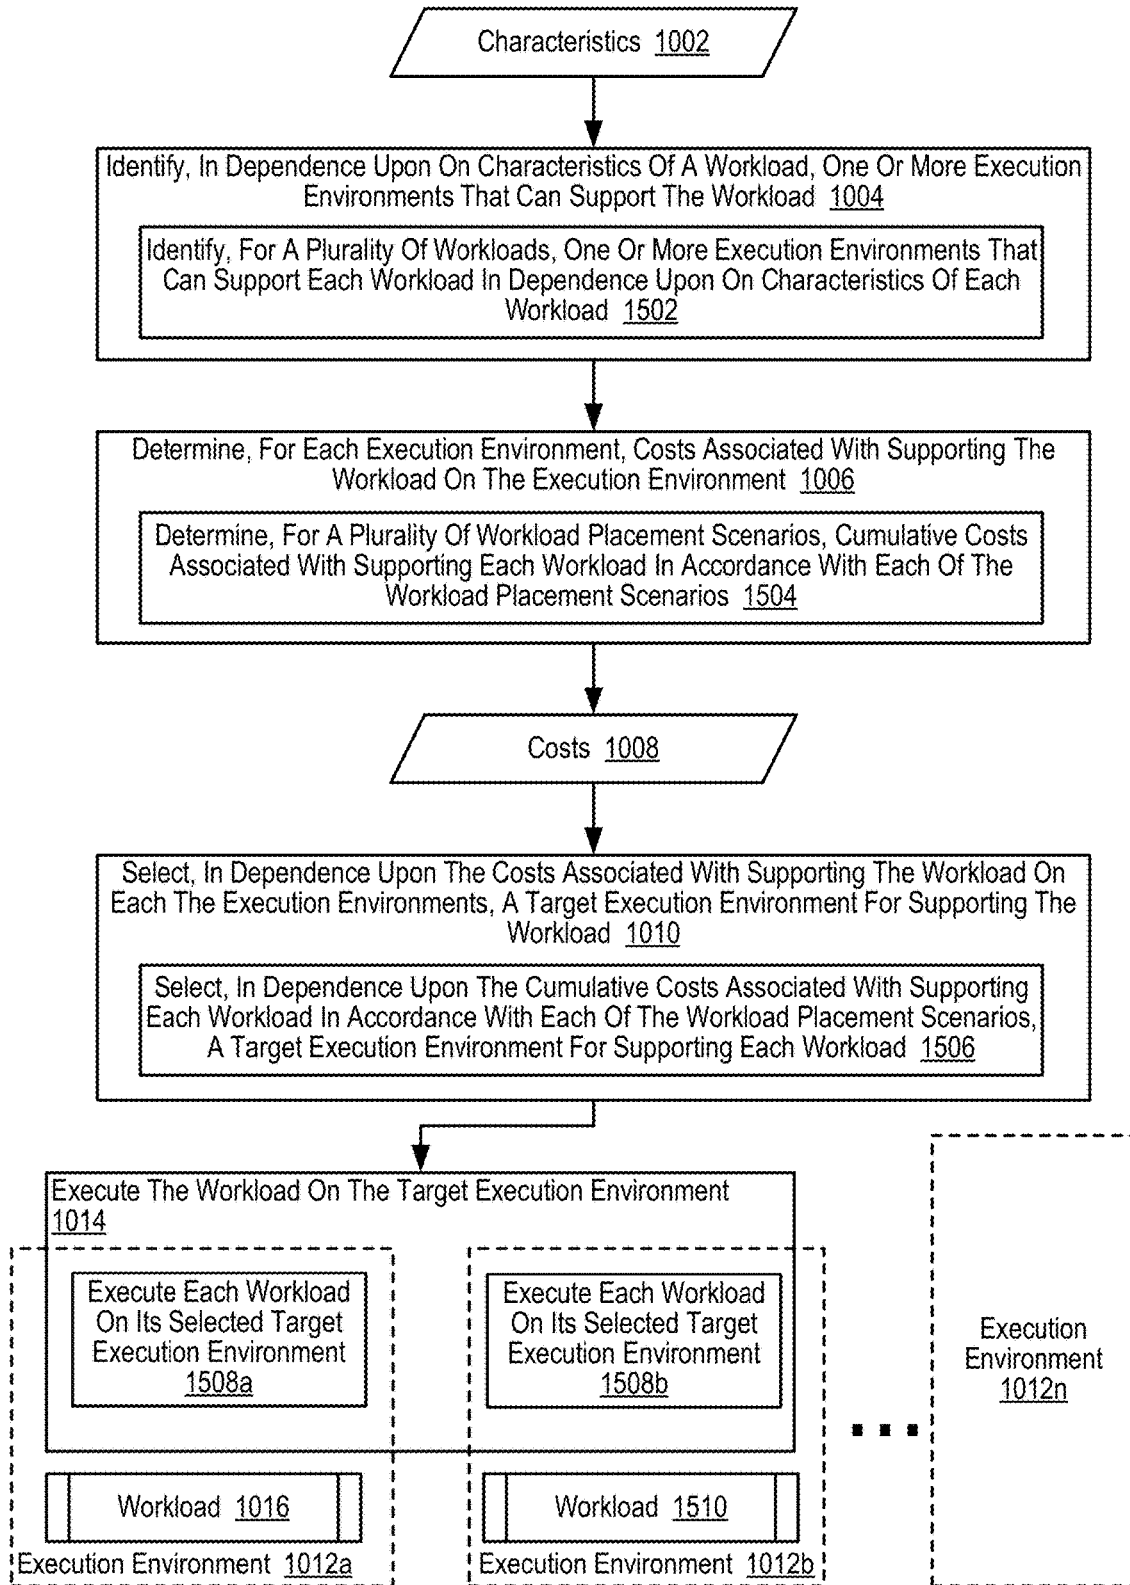 Characteristics 1002
Identify, In Dependence Upon On Characteristics Of A Workload, One Or More Execution
Environments That Can Support The Workload 1004
Identify, For A Plurality Of Workloads, One Or More Execution Environments That
Can Support Each Workload In Dependence Upon On Characteristics Of Each
Workload 1502
Determine, For Each Execution Environment, Costs Associated With Supporting The
Workload On The Execution Environment 1006
Determine, For A Plurality Of Workload Placement Scenarios, Cumulative Costs
Associated With Supporting Each Workload In Accordance With Each Of The
Workload Placement Scenarios 1504
Costs 1008
Select, In Dependence Upon The Costs Associated With Supporting The Workload On
Each The Execution Environments, A Target Execution Environment For Supporting The
Workload 1010
Select, In Dependence Upon The Cumulative Costs Associated With Supporting
Each Workload In Accordance With Each Of The Workload Placement Scenarios,
A Target Execution Environment For Supporting Each Workload 1506
Execute The Workload On The Target Execution Environment
1014
Execute Each Workload
On Its Selected Target
Execution Environment
1508a
Execute Each Workload
On Its Selected Target
Execution Environment
1508b
Execution
Environment
1012n
Workload 1016
Workload 1510
Execution Environment 1012a
Execution Environment 1012b